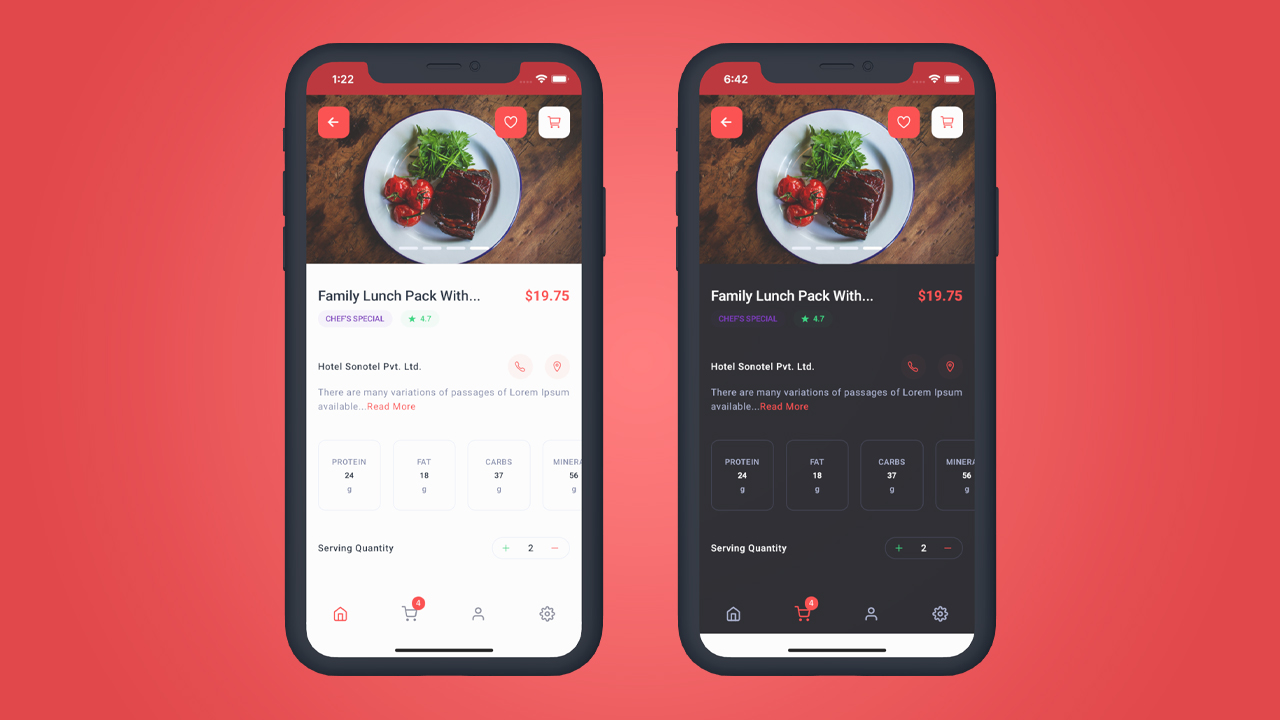 1:22
Family Lunch Pack With... $19.75
CHEF'S SPECIAL ★ 4.7
Hotel Sonotel Pvt. Ltd.
There are many variations of passages of Lorem Ipsum
available...Read More
PROTEIN FAT CARBS MINERA
24 18 37 56
g g g g
Serving Quantity + 2 −
4
6:42
Family Lunch Pack With... $19.75
CHEF'S SPECIAL ★ 4.7
Hotel Sonotel Pvt. Ltd.
There are many variations of passages of Lorem Ipsum
available...Read More
PROTEIN FAT CARBS MINERA
24 18 37 56
g g g g
Serving Quantity + 2 −
4